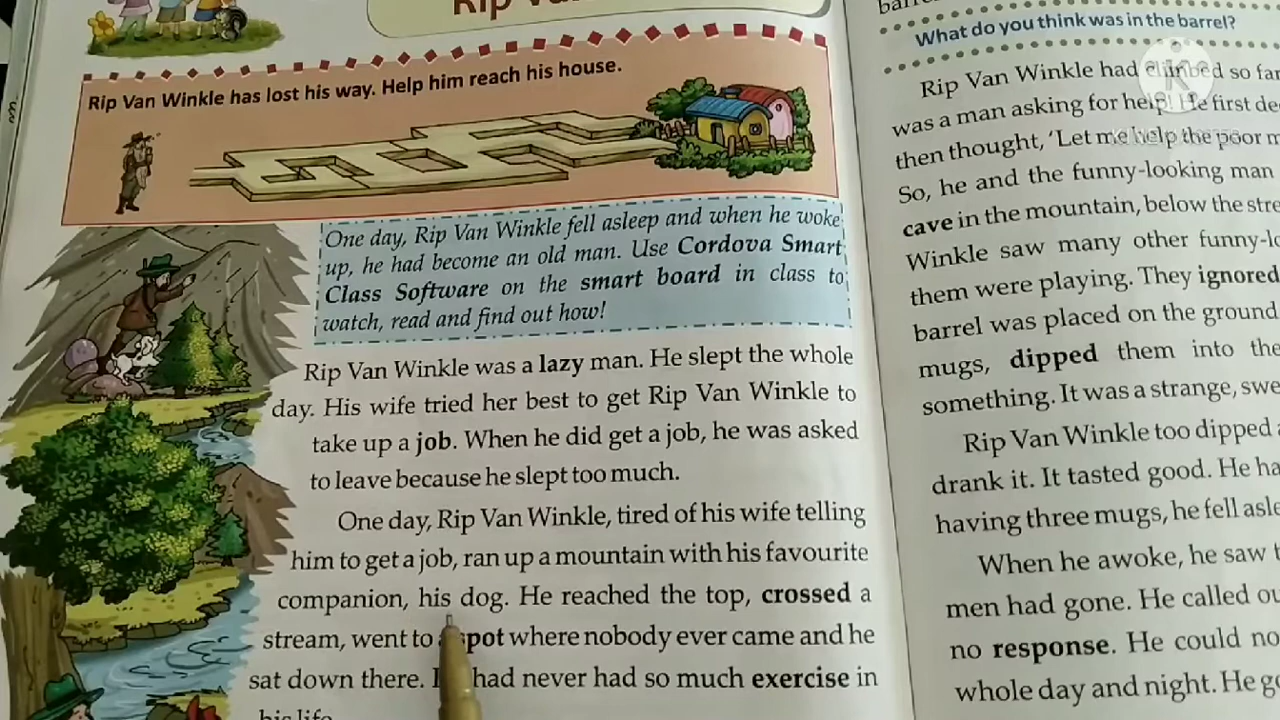 Rip Va
Rip Van Winkle has lost his way. Help him reach his house.
One day, Rip Van Winkle fell asleep and when he woke
up, he had become an old man. Use Cordova Smart
Class Software on the smart board in class to
watch, read and find out how!
Rip Van Winkle was a lazy man. He slept the whole
day. His wife tried her best to get Rip Van Winkle to
take up a job. When he did get a job, he was asked
to leave because he slept too much.
One day, Rip Van Winkle, tired of his wife telling
him to get a job, ran up a mountain with his favourite
companion, his dog. He reached the top, crossed a
stream, went to spot where nobody ever came and he
sat down there. had never had so much exercise in
his life.
barre
What do you think was in the barrel?
Rip Van Winkle had climbed so far
was a man asking for help! He first de
then thought, 'Let me help the poor m
So, he and the funny-looking man
cave in the mountain, below the stre
Winkle saw many other funny-lo
them were playing. They ignored
barrel was placed on the ground
mugs, dipped them into the
something. It was a strange, swe
Rip Van Winkle too dipped a
drank it. It tasted good. He ha
having three mugs, he fell asle
When he awoke, he saw t
men had gone. He called ou
no response. He could no
whole day and night. He go